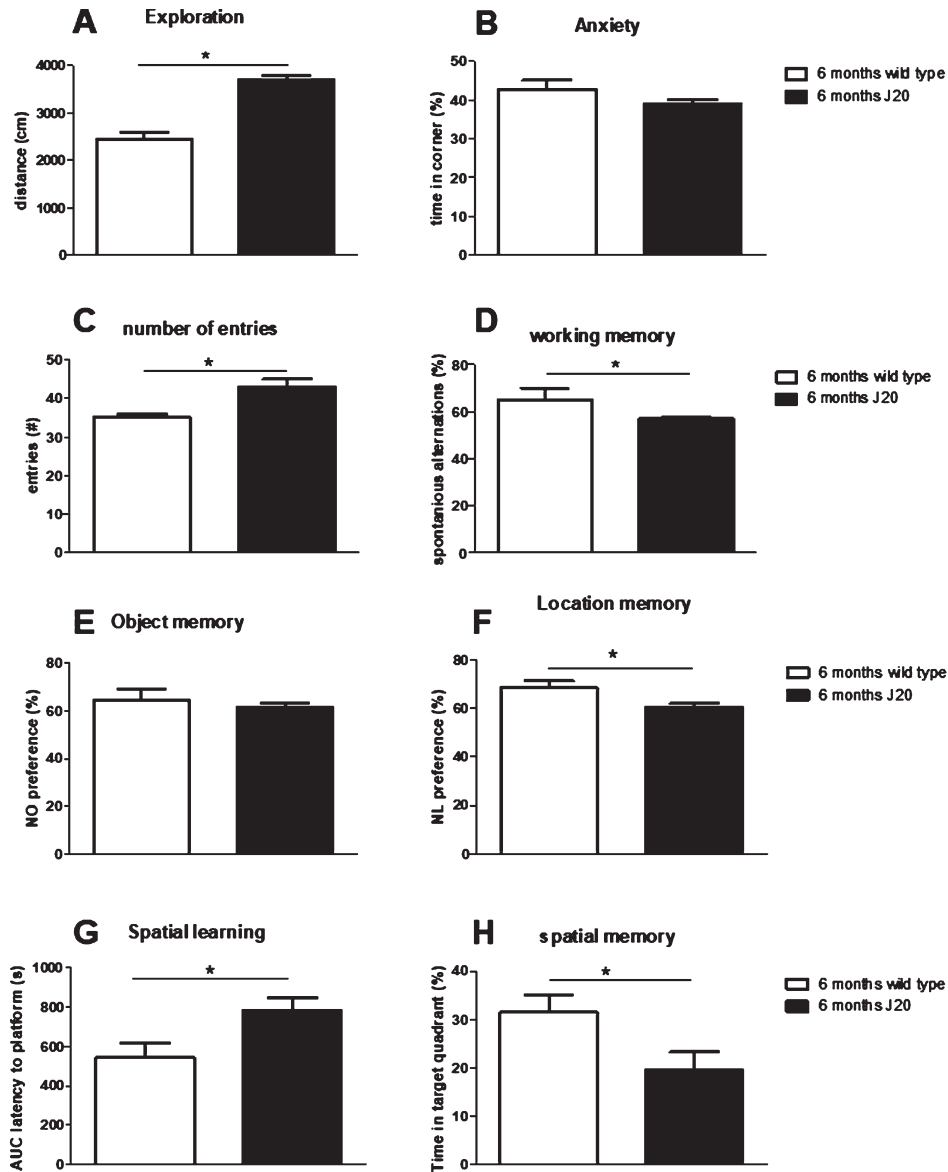 A Exploration
*
distance (cm)
4000
3000
2000
1000
0
B Anxiety
time in corner (%)
50
40
30
20
10
0
6 months wild type
6 months J20
C number of entries
*
entries (#)
50
40
30
20
10
0
D working memory
*
spontanious alternations (%)
80
60
40
20
0
6 months wild type
6 months J20
E Object memory
NO preference (%)
80
60
40
20
0
F Location memory
*
NL preference (%)
80
60
40
20
0
6 months wild type
6 months J20
G Spatial learning
*
AUC latency to platform (s)
1000
800
600
400
200
0
H spatial memory
*
Time in target quadrant (%)
40
30
20
10
0
6 months wild type
6 months J20